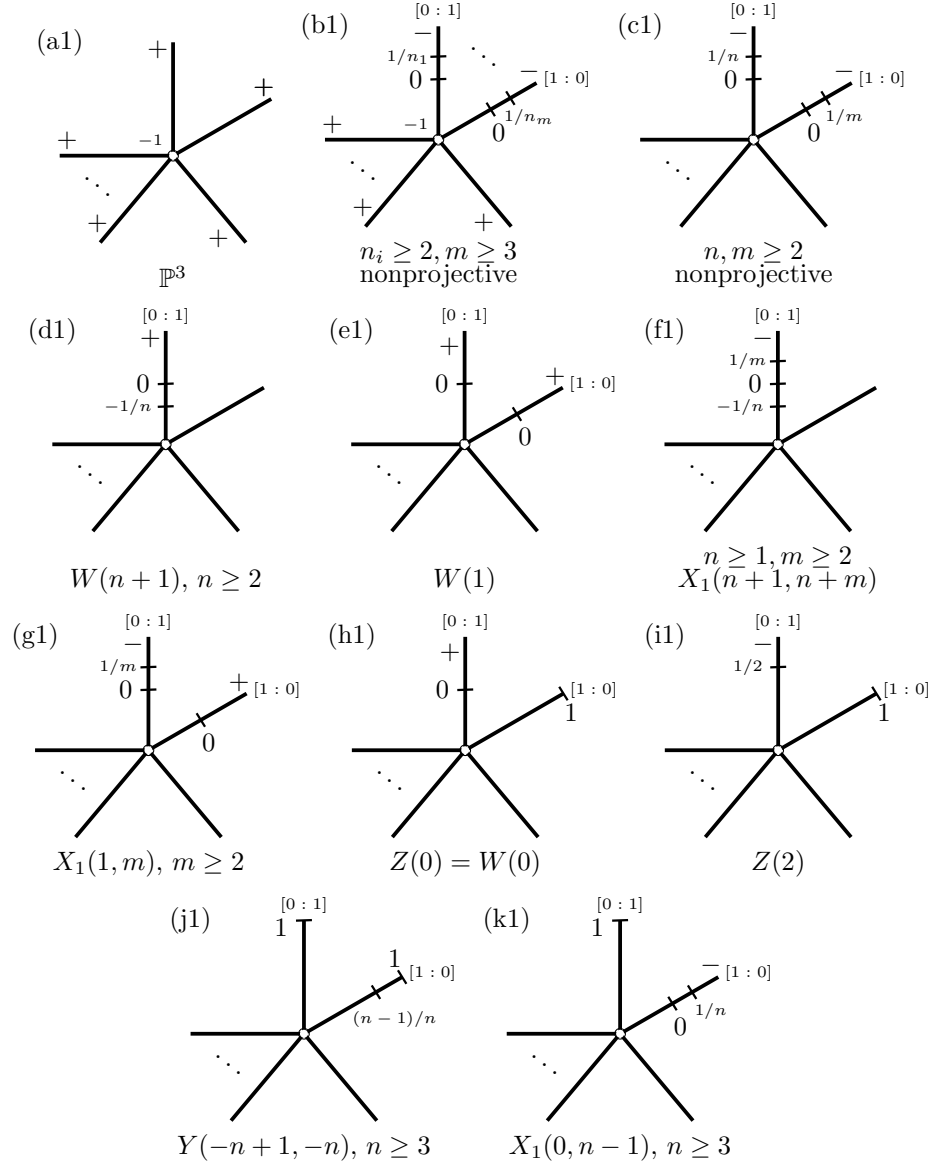 (a1)
+
+
+
−1
⋱
+
+
ℙ³
(b1)
[0 : 1]
−
1/n₁
0
⋱
− [1 : 0]
1/nₘ
0
+
−1
⋱
+
+
nᵢ ≥ 2, m ≥ 3
nonprojective
(c1)
[0 : 1]
−
1/n
0
− [1 : 0]
1/m
0
⋱
n, m ≥ 2
nonprojective
(d1)
[0 : 1]
+
0
−1/n
⋱
W(n + 1), n ≥ 2
(e1)
[0 : 1]
+
0
+ [1 : 0]
0
⋱
W(1)
(f1)
[0 : 1]
−
1/m
0
−1/n
⋱
n ≥ 1, m ≥ 2
X₁(n + 1, n + m)
(g1)
[0 : 1]
−
1/m
0
+ [1 : 0]
0
⋱
X₁(1, m), m ≥ 2
(h1)
[0 : 1]
+
0
[1 : 0]
1
⋱
Z(0) = W(0)
(i1)
[0 : 1]
−
1/2
[1 : 0]
1
⋱
Z(2)
(j1)
[0 : 1]
1
1
[1 : 0]
(n − 1)/n
⋱
Y(−n + 1, −n), n ≥ 3
(k1)
[0 : 1]
1
− [1 : 0]
1/n
0
⋱
X₁(0, n − 1), n ≥ 3